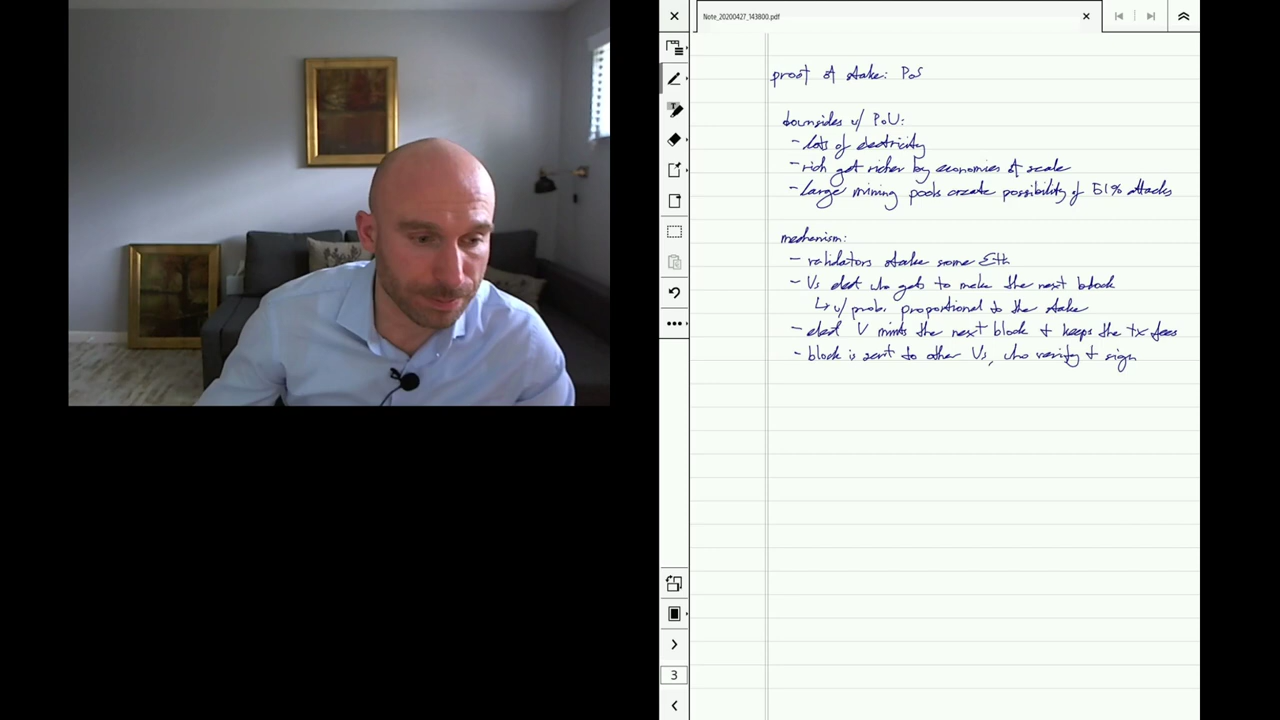 Note_20200427_143800.pdf
proof of stake: PoS
downsides w/ PoW:
- lots of electricity
- rich get richer by economies of scale
- large mining pools create possibility of 51% attacks
mechanism:
- validators stake some Eth
- Vs elect who gets to make the next block
↳ w/ prob. proportional to the stake
- elect V mints the next block + keeps the tx fees
- block is sent to other Vs, who verify + sign
3